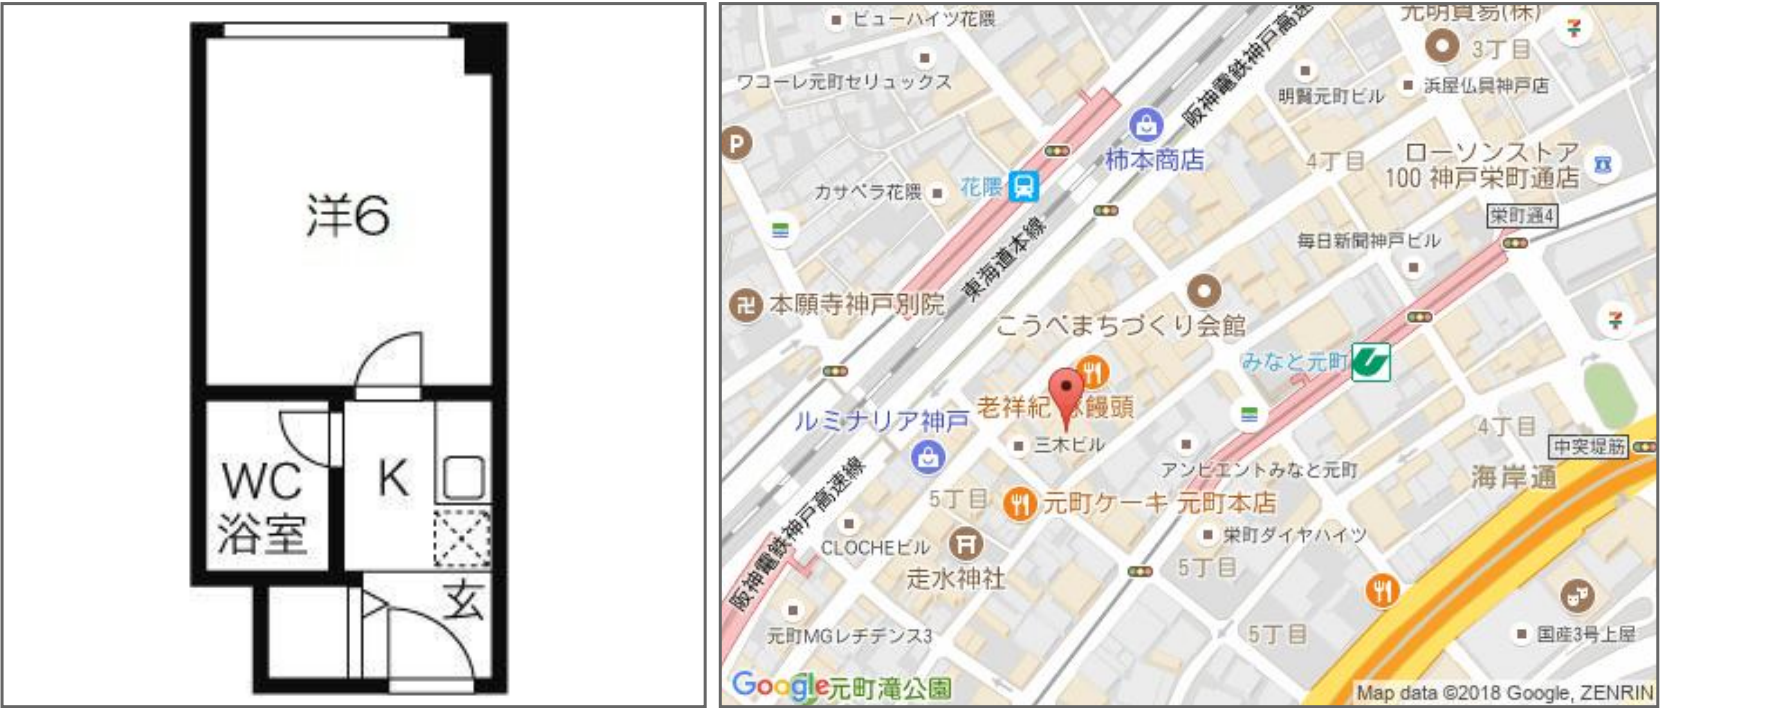 洋6
WC
浴室
K
玄
ビューハイツ花隈
光明貿易(株)
3丁目
ワコーレ元町セリュックス
明賢元町ビル
浜屋仏具神戸店
阪神電鉄神戸高速
P
柿本商店
4丁目
ローソンストア
100 神戸栄町通店
カサベラ花隈
花隈
栄町通4
東海道本線
毎日新聞神戸ビル
本願寺神戸別院
こうべまちづくり会館
みなと元町
老祥紀 豚饅頭
ルミナリア神戸
三木ビル
4丁目
中突堤筋
アンビエントみなと元町
海岸通
5丁目
元町ケーキ 元町本店
阪神電鉄神戸高速線
CLOCHEビル
栄町ダイヤハイツ
走水神社
5丁目
元町MGレヂデンス3
5丁目
国産3号上屋
Google
元町滝公園
Map data ©2018 Google, ZENRIN